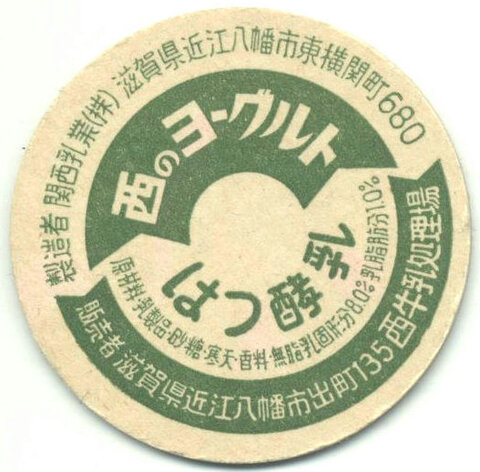 製造者 関西乳業(株) 滋賀県近江八幡市東横関町680
西のヨーグルト
はつ酵乳
原材料乳製品・砂糖・寒天・香料・無脂乳固形分8.0%乳脂肪分1.0%
販売者 滋賀県近江八幡市出町135西牛乳処理場